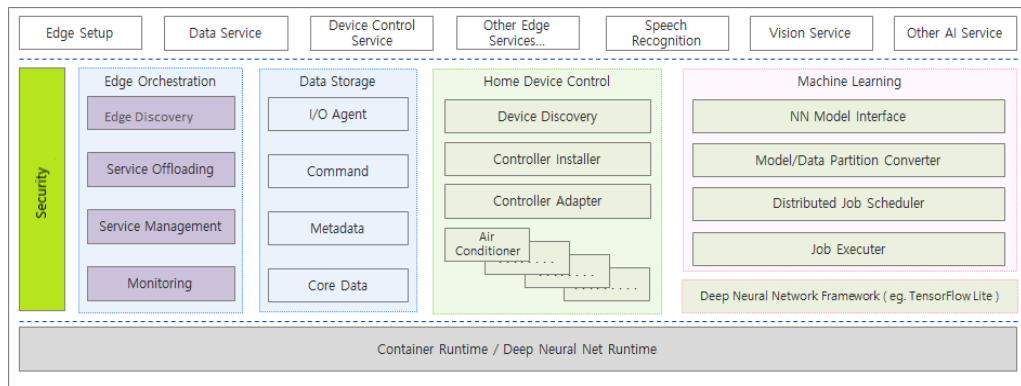 Edge Setup
Data Service
Device Control
Service
Other Edge
Services...
Speech
Recognition
Vision Service
Other AI Service
Security
Edge Orchestration
Edge Discovery
Service Offloading
Service Management
Monitoring
Data Storage
I/O Agent
Command
Metadata
Core Data
Home Device Control
Device Discovery
Controller Installer
Controller Adapter
Air
Conditioner
. . . . . . . .
. . . . . . . .
. . . . . . . . .
Machine Learning
NN Model Interface
Model/Data Partition Converter
Distributed Job Scheduler
Job Executer
Deep Neural Network Framework ( eg. TensorFlow Lite )
Container Runtime / Deep Neural Net Runtime